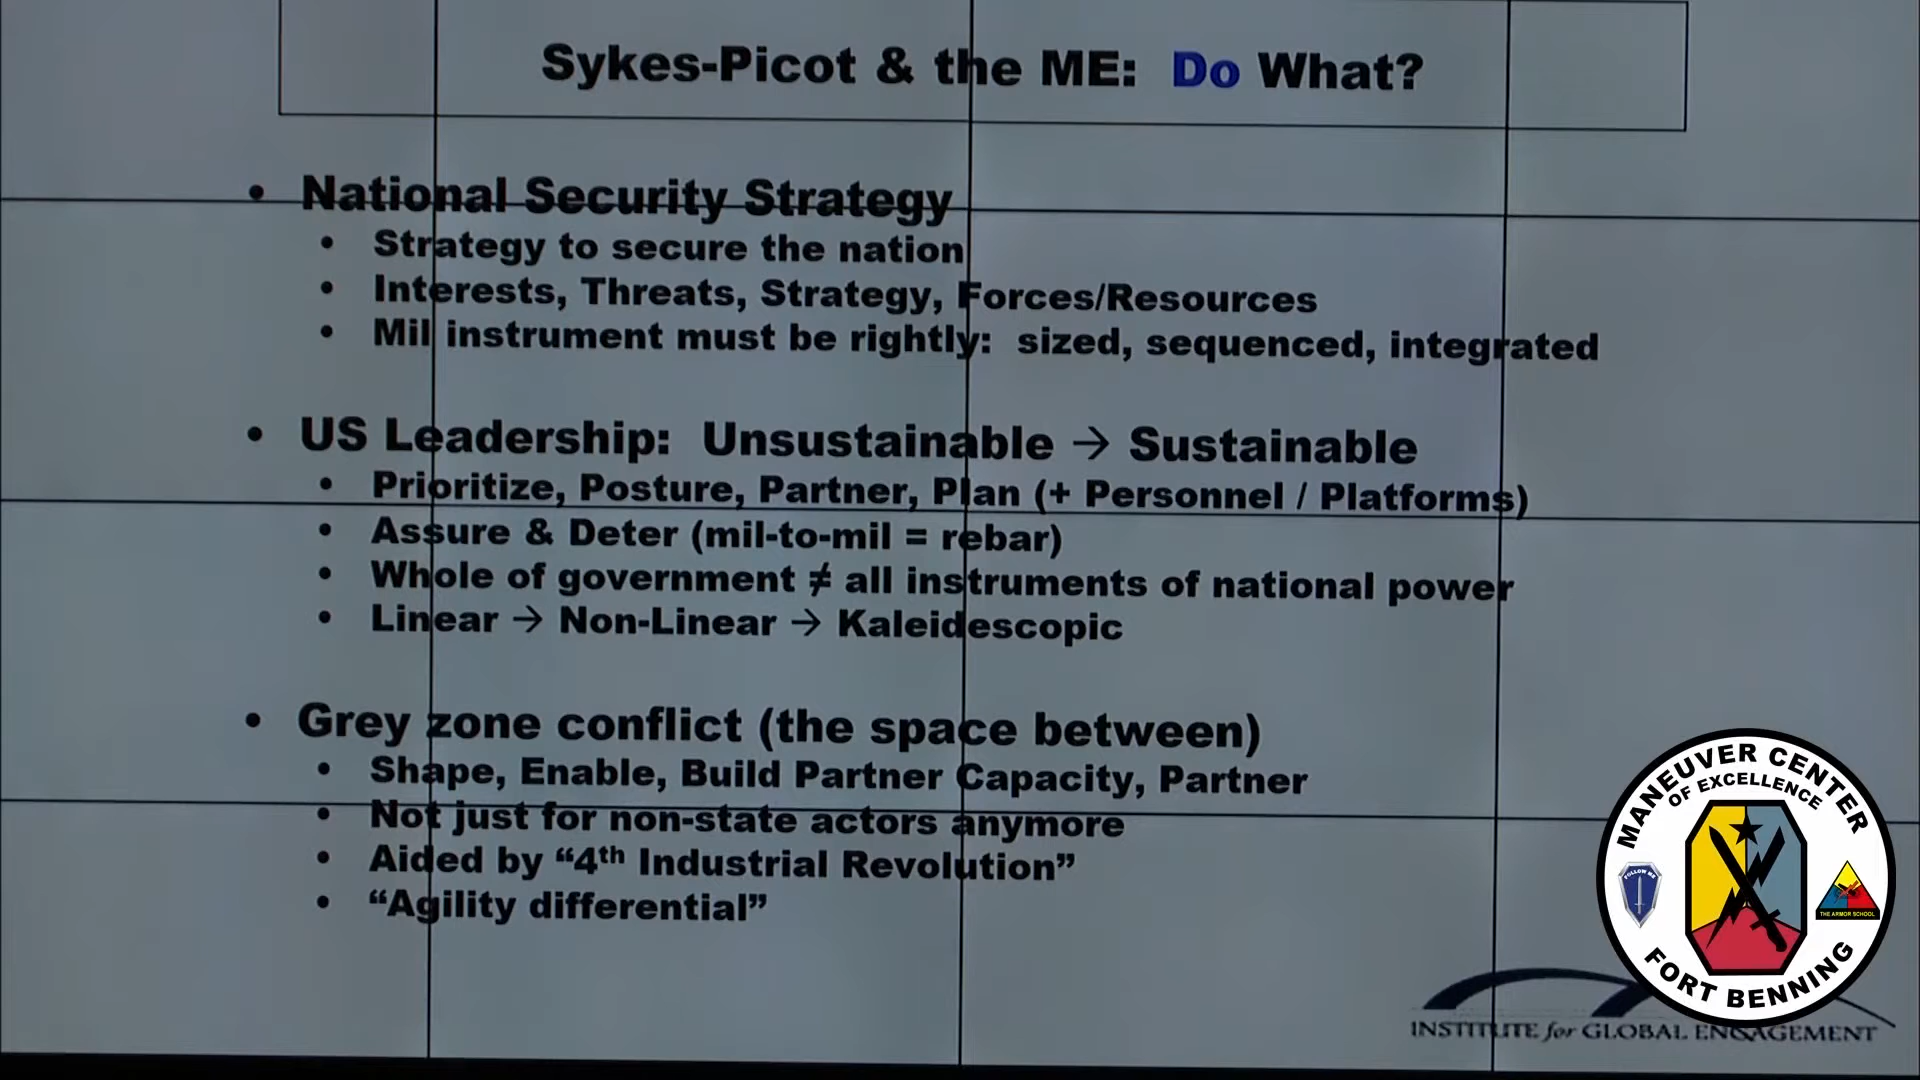 Sykes-Picot & the ME: Do What?
• National Security Strategy
• Strategy to secure the nation
• Interests, Threats, Strategy, Forces/Resources
• Mil instrument must be rightly: sized, sequenced, integrated
• US Leadership: Unsustainable → Sustainable
• Prioritize, Posture, Partner, Plan (+ Personnel / Platforms)
• Assure & Deter (mil-to-mil = rebar)
• Whole of government ≠ all instruments of national power
• Linear → Non-Linear → Kaleidescopic
• Grey zone conflict (the space between)
• Shape, Enable, Build Partner Capacity, Partner
• Not just for non-state actors anymore
• Aided by “4th Industrial Revolution”
• “Agility differential”
MANEUVER CENTER
OF EXCELLENCE
FOLLOW ME
THE ARMOR SCHOOL
FORT BENNING
INSTITUTE for GLOBAL ENGAGEMENT